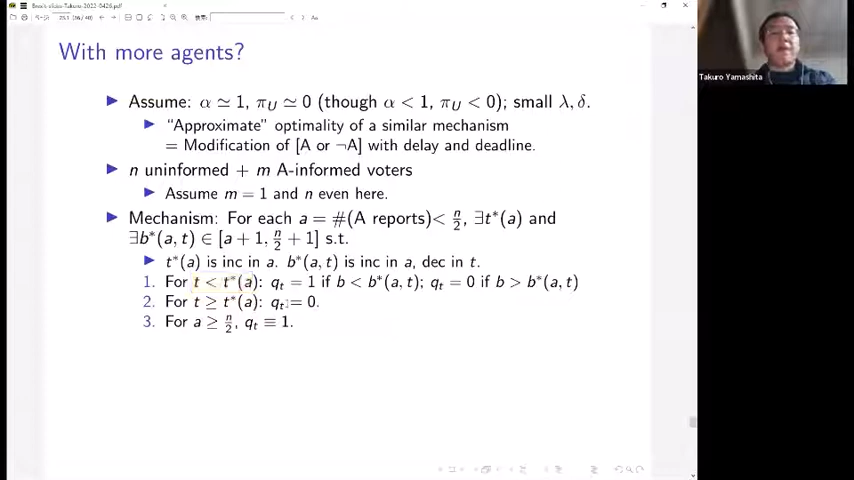 With more agents?
Assume: α ≃ 1, π_U ≃ 0 (though α < 1, π_U < 0); small λ, δ.
"Approximate" optimality of a similar mechanism
= Modification of [A or ¬A] with delay and deadline.
n uninformed + m A-informed voters
Assume m = 1 and n even here.
Mechanism: For each a = #(A reports)< n/2, ∃t*(a) and
∃b*(a, t) ∈ [a + 1, n/2 + 1] s.t.
t*(a) is inc in a. b*(a, t) is inc in a, dec in t.
1. For t < t*(a): q_t = 1 if b < b*(a, t); q_t = 0 if b > b*(a, t)
2. For t ≥ t*(a): q_t = 0.
3. For a ≥ n/2, q_t ≡ 1.
Takuro Yamashita